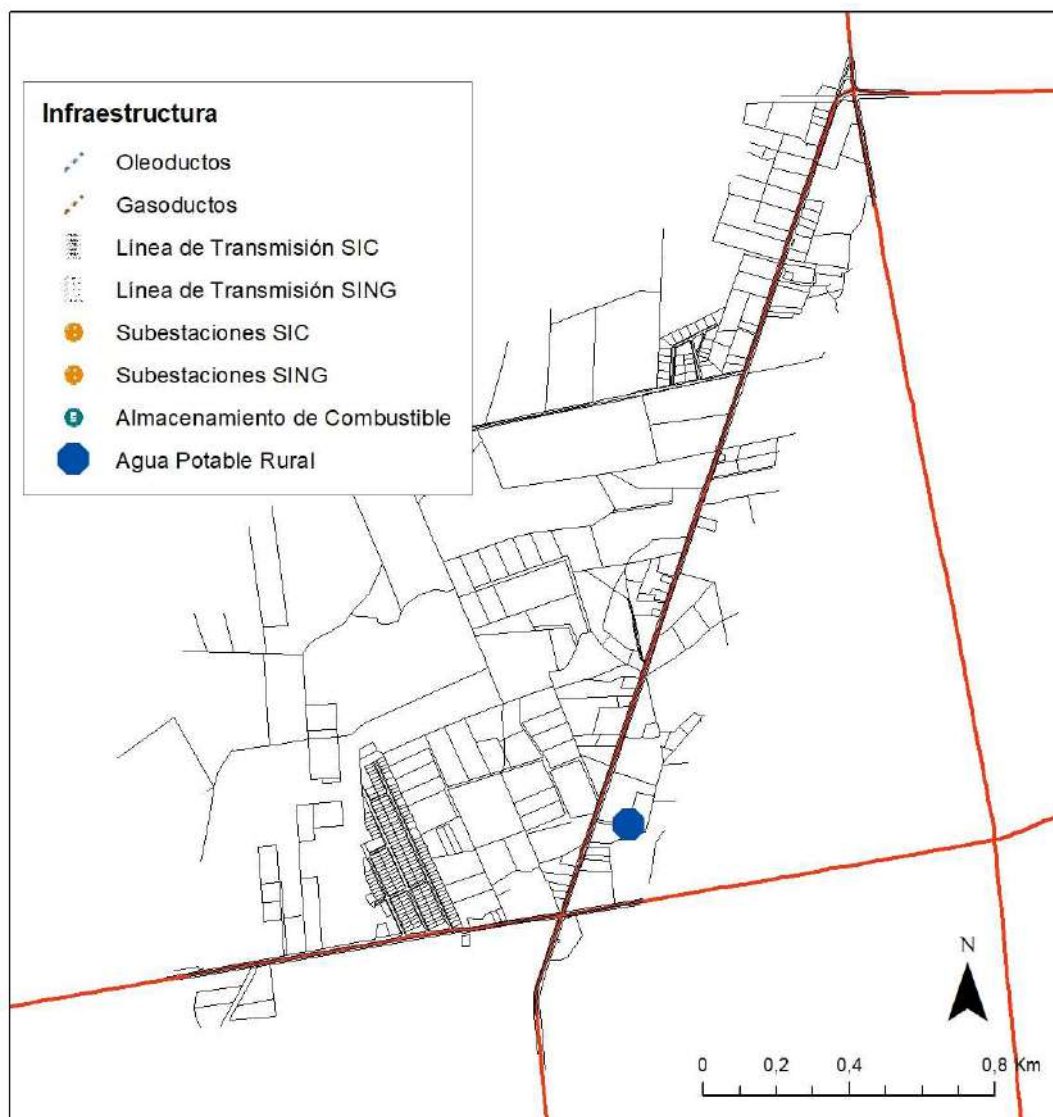 Infraestructura
Oleoductos
Gasoductos
Línea de Transmisión SIC
Línea de Transmisión SING
Subestaciones SIC
Subestaciones SING
Almacenamiento de Combustible
Agua Potable Rural
N
0 0,2 0,4 0,8 Km